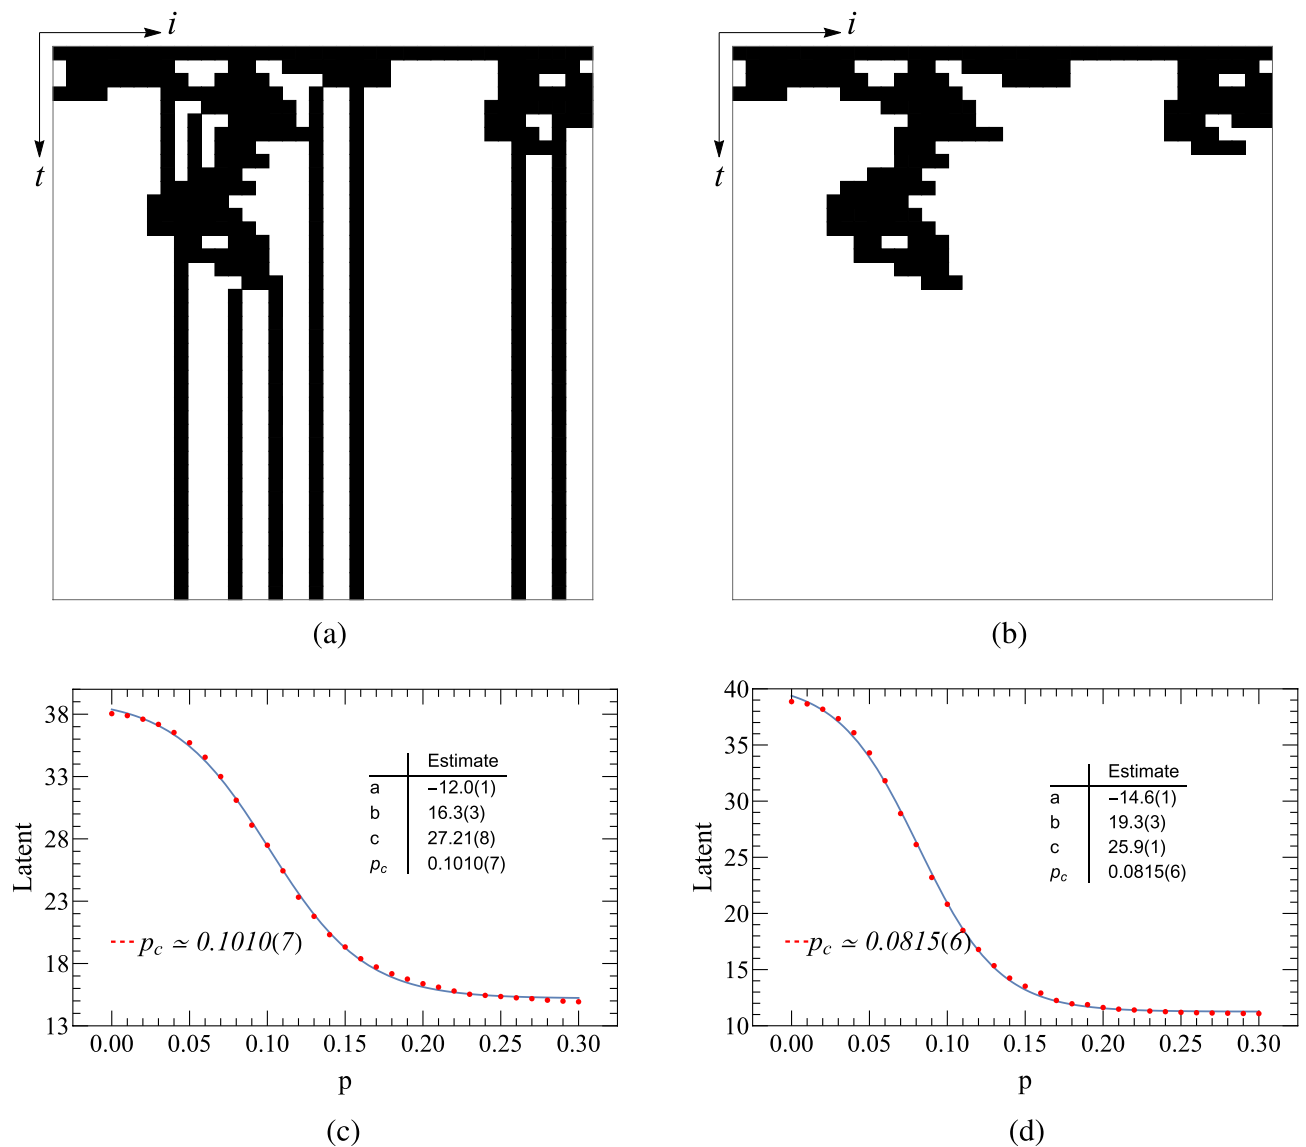 i
t
(a)
i
t
(b)
Latent
38
33
28
23
18
13
Estimate
a −12.0(1)
b 16.3(3)
c 27.21(8)
pc 0.1010(7)
pc ≃ 0.1010(7)
0.00 0.05 0.10 0.15 0.20 0.25 0.30
p
(c)
Latent
40
35
30
25
20
15
10
Estimate
a −14.6(1)
b 19.3(3)
c 25.9(1)
pc 0.0815(6)
pc ≃ 0.0815(6)
0.00 0.05 0.10 0.15 0.20 0.25 0.30
p
(d)